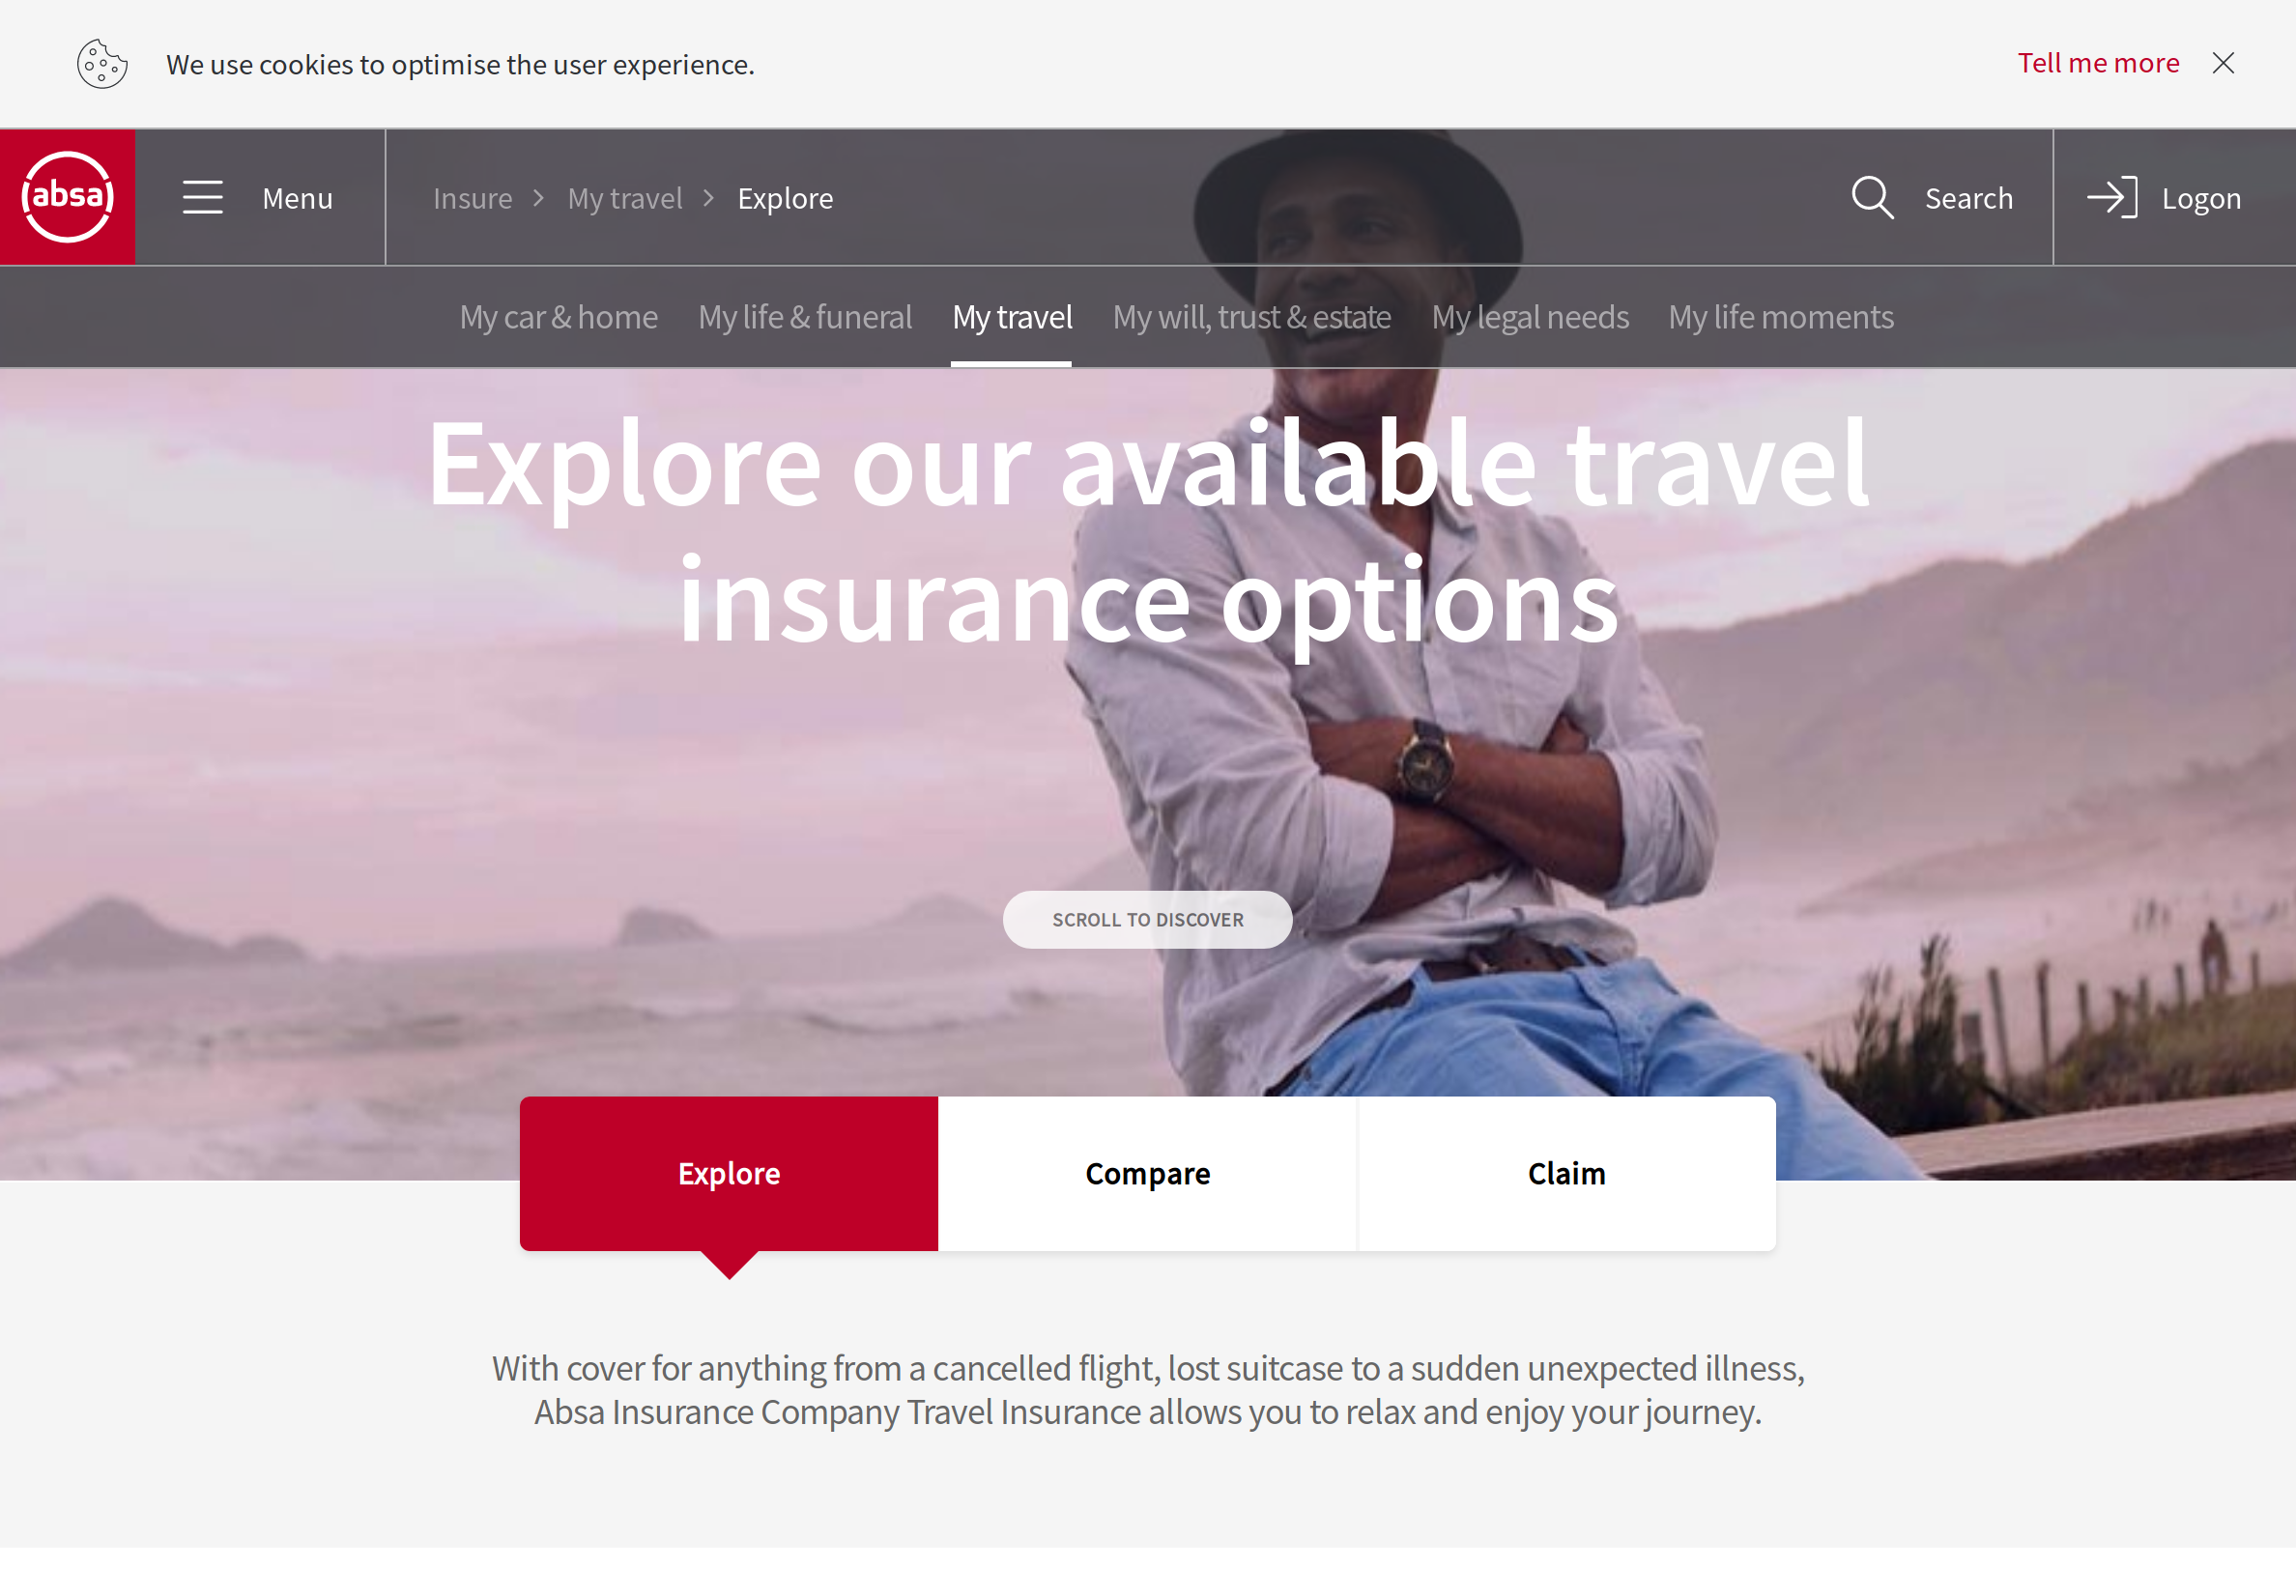 We use cookies to optimise the user experience.
Tell me more
absa
Menu
Insure > My travel > Explore
Search
Logon
My car & home
My life & funeral
My travel
My will, trust & estate
My legal needs
My life moments
Explore our available travel
insurance options
SCROLL TO DISCOVER
Explore
Compare
Claim
With cover for anything from a cancelled flight, lost suitcase to a sudden unexpected illness,
Absa Insurance Company Travel Insurance allows you to relax and enjoy your journey.